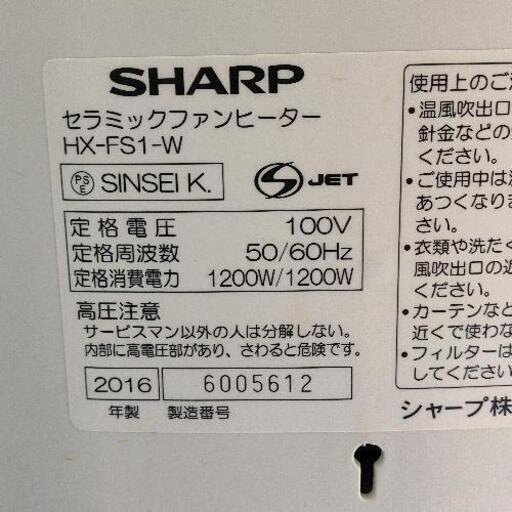 SHARP
セラミックファンヒーター
HX-FS1-W
PSE SINSEI K.
S JET
定格電圧 100V
定格周波数 50/60Hz
定格消費電力 1200W/1200W
高圧注意
サービスマン以外の人は分解しない。
内部に高電圧部があり、さわると危険です。
2016 6005612
年製 製造番号
使用上のご
•温風吹出口
針金などの
ください。
•ご使用中は
あつくなりま
さい。
•衣類や洗たく
風吹出口の近
ください。
•カーテンなど
近くで使わな
•フィルターは
してください
シャープ株